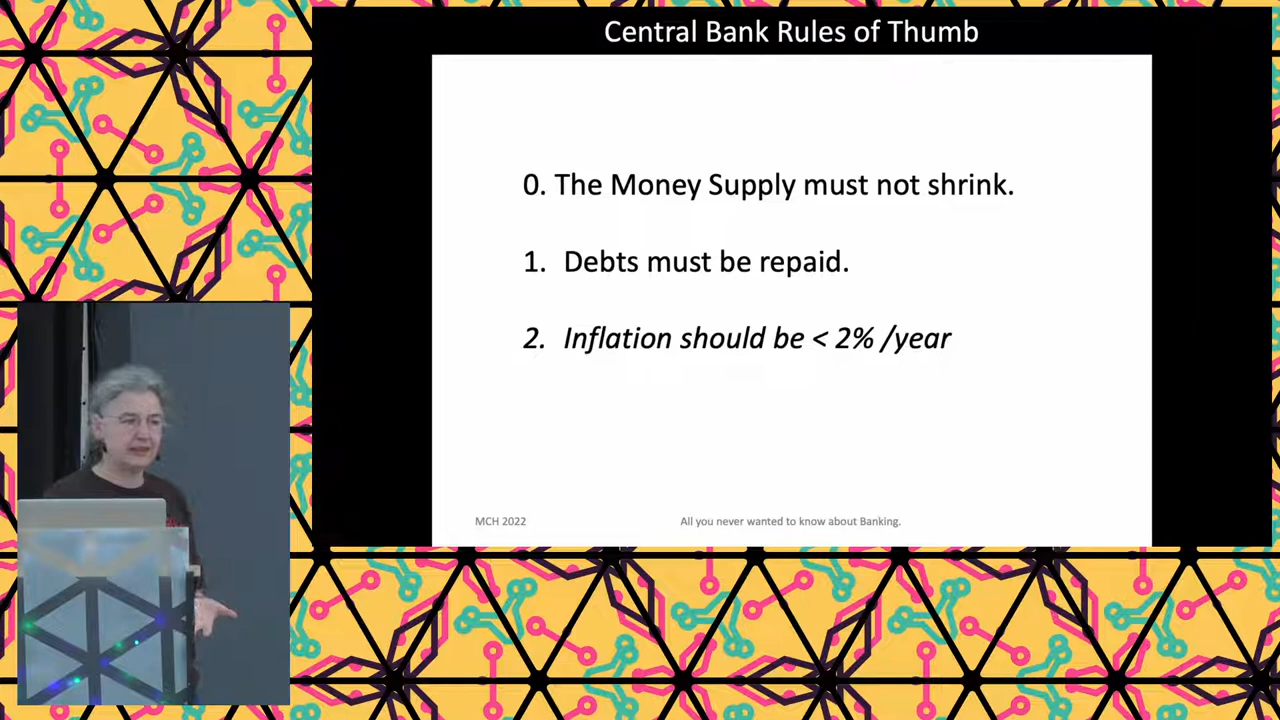 Central Bank Rules of Thumb
0. The Money Supply must not shrink.
1. Debts must be repaid.
2. Inflation should be < 2% /year
MCH 2022
All you never wanted to know about Banking.